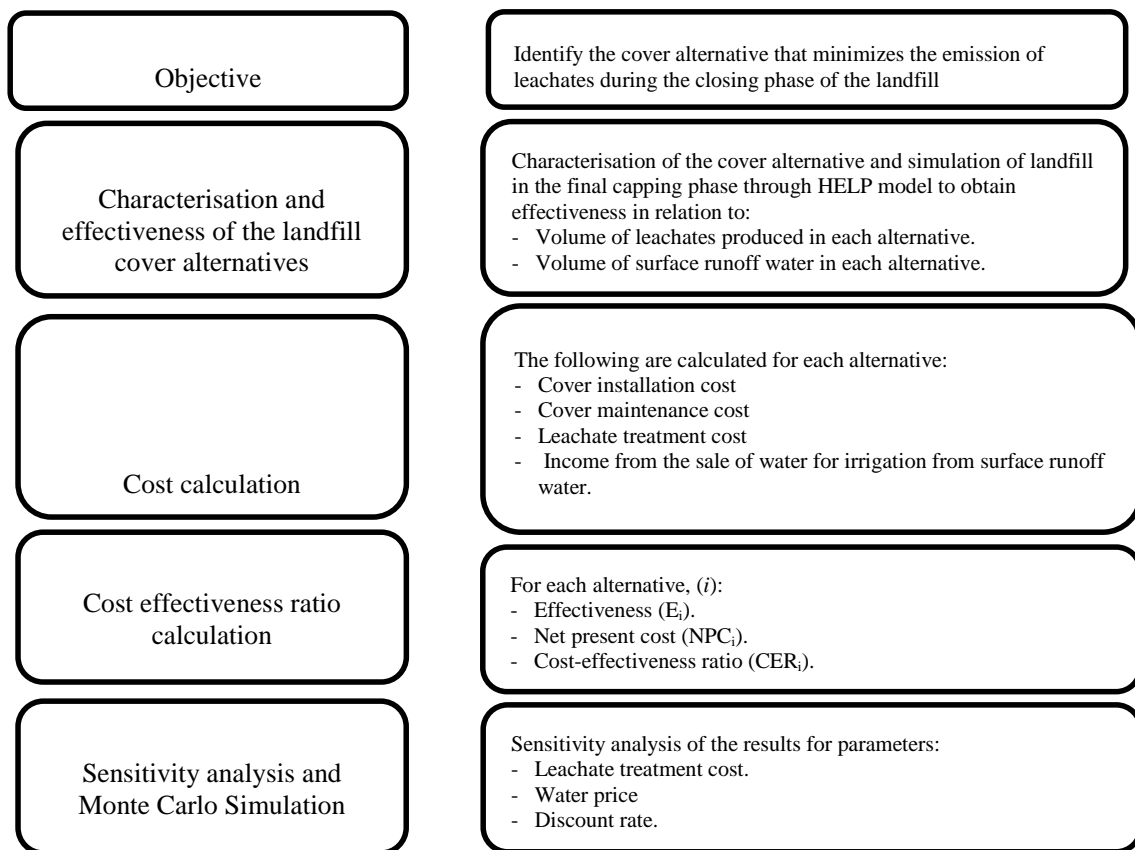 Objective
Identify the cover alternative that minimizes the emission of
leachates during the closing phase of the landfill
Characterisation and
effectiveness of the landfill
cover alternatives
Characterisation of the cover alternative and simulation of landfill
in the final capping phase through HELP model to obtain
effectiveness in relation to:
- Volume of leachates produced in each alternative.
- Volume of surface runoff water in each alternative.
Cost calculation
The following are calculated for each alternative:
- Cover installation cost
- Cover maintenance cost
- Leachate treatment cost
- Income from the sale of water for irrigation from surface runoff
water.
Cost effectiveness ratio
calculation
For each alternative, (i):
- Effectiveness (Ei).
- Net present cost (NPCi).
- Cost-effectiveness ratio (CERi).
Sensitivity analysis and
Monte Carlo Simulation
Sensitivity analysis of the results for parameters:
- Leachate treatment cost.
- Water price
- Discount rate.